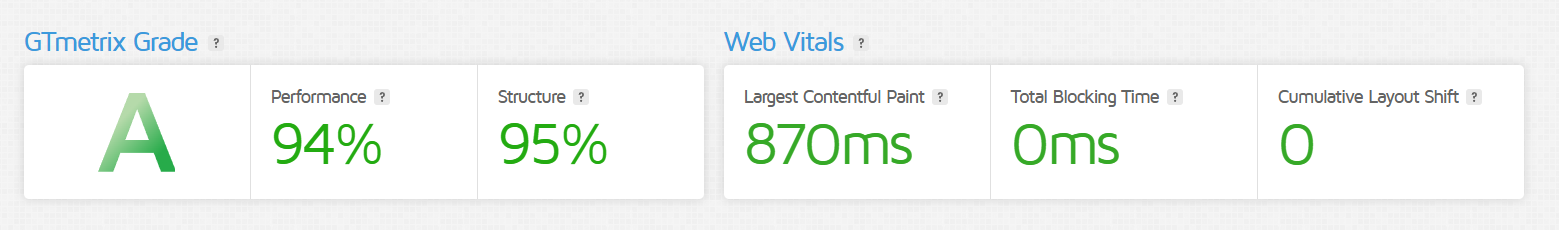 GTmetrix Grade ?
Web Vitals ?
A
Performance ?
94%
Structure ?
95%
Largest Contentful Paint ?
870ms
Total Blocking Time ?
0ms
Cumulative Layout Shift ?
0